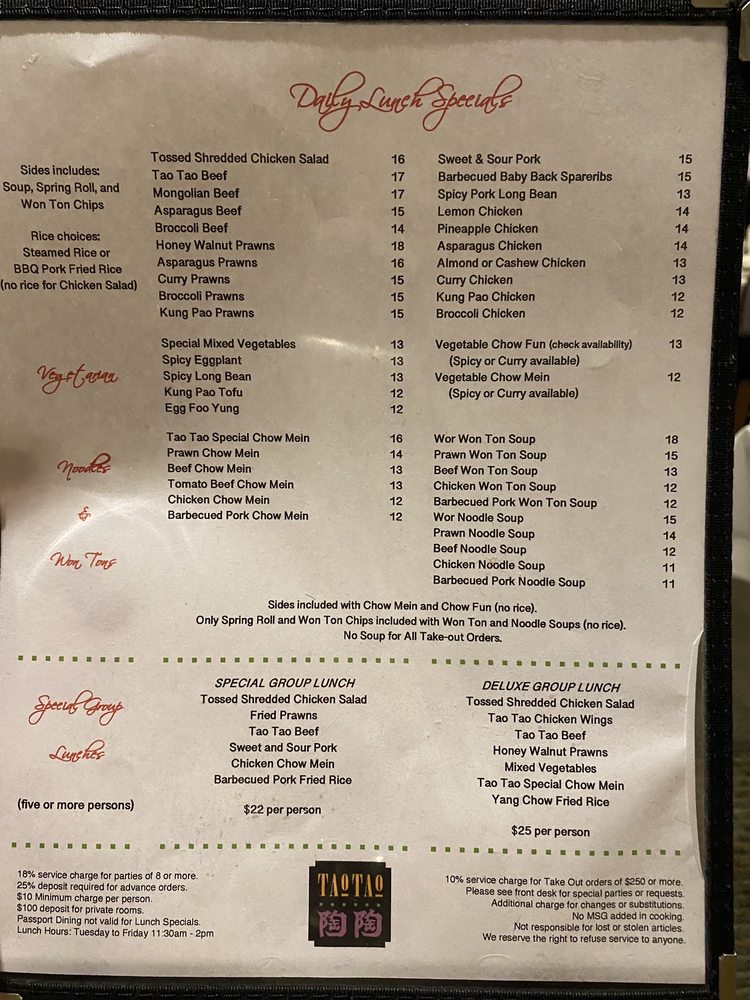 Daily Lunch Specials
Sides includes:
Soup, Spring Roll, and
Won Ton Chips
Rice choices:
Steamed Rice or
BBQ Pork Fried Rice
(no rice for Chicken Salad)
Tossed Shredded Chicken Salad 16
Tao Tao Beef 17
Mongolian Beef 17
Asparagus Beef 15
Broccoli Beef 14
Honey Walnut Prawns 18
Asparagus Prawns 16
Curry Prawns 15
Broccoli Prawns 15
Kung Pao Prawns 15
Sweet & Sour Pork 15
Barbecued Baby Back Spareribs 15
Spicy Pork Long Bean 13
Lemon Chicken 14
Pineapple Chicken 14
Asparagus Chicken 14
Almond or Cashew Chicken 13
Curry Chicken 13
Kung Pao Chicken 12
Broccoli Chicken 12
Vegetarian
Special Mixed Vegetables 13
Spicy Eggplant 13
Spicy Long Bean 13
Kung Pao Tofu 12
Egg Foo Yung 12
Vegetable Chow Fun (check availability) 13
(Spicy or Curry available)
Vegetable Chow Mein 12
(Spicy or Curry available)
Noodles
&
Won Tons
Tao Tao Special Chow Mein 16
Prawn Chow Mein 14
Beef Chow Mein 13
Tomato Beef Chow Mein 13
Chicken Chow Mein 12
Barbecued Pork Chow Mein 12
Wor Won Ton Soup 18
Prawn Won Ton Soup 15
Beef Won Ton Soup 13
Chicken Won Ton Soup 12
Barbecued Pork Won Ton Soup 12
Wor Noodle Soup 15
Prawn Noodle Soup 14
Beef Noodle Soup 12
Chicken Noodle Soup 11
Barbecued Pork Noodle Soup 11
Sides included with Chow Mein and Chow Fun (no rice).
Only Spring Roll and Won Ton Chips included with Won Ton and Noodle Soups (no rice).
No Soup for All Take-out Orders.
Special Group
Lunches
(five or more persons)
SPECIAL GROUP LUNCH
Tossed Shredded Chicken Salad
Fried Prawns
Tao Tao Beef
Sweet and Sour Pork
Chicken Chow Mein
Barbecued Pork Fried Rice
$22 per person
DELUXE GROUP LUNCH
Tossed Shredded Chicken Salad
Tao Tao Chicken Wings
Tao Tao Beef
Honey Walnut Prawns
Mixed Vegetables
Tao Tao Special Chow Mein
Yang Chow Fried Rice
$25 per person
18% service charge for parties of 8 or more.
25% deposit required for advance orders.
$10 Minimum charge per person.
$100 deposit for private rooms.
Passport Dining not valid for Lunch Specials.
Lunch Hours: Tuesday to Friday 11:30am - 2pm
TAO TAO
陶陶
10% service charge for Take Out orders of $250 or more.
Please see front desk for special parties or requests.
Additional charge for changes or substitutions.
No MSG added in cooking.
Not responsible for lost or stolen articles.
We reserve the right to refuse service to anyone.